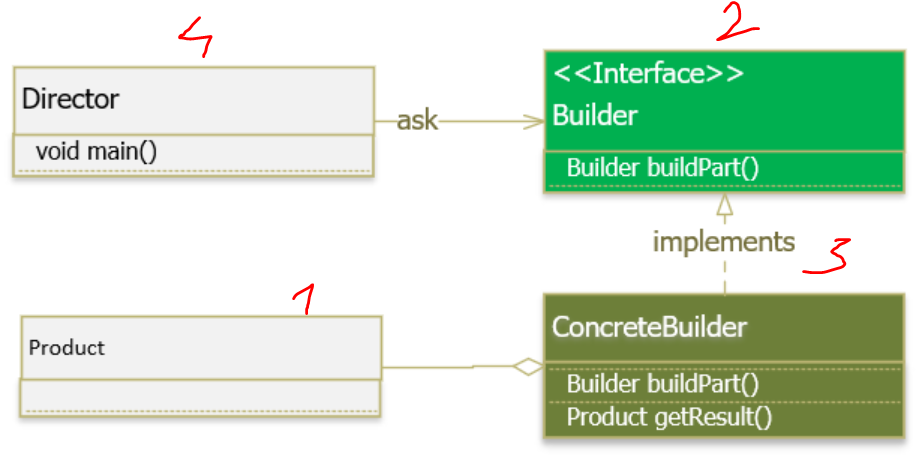 4
2
Director
void main()
ask
<<Interface>>
Builder
Builder buildPart()
implements
3
1
Product
ConcreteBuilder
Builder buildPart()
Product getResult()